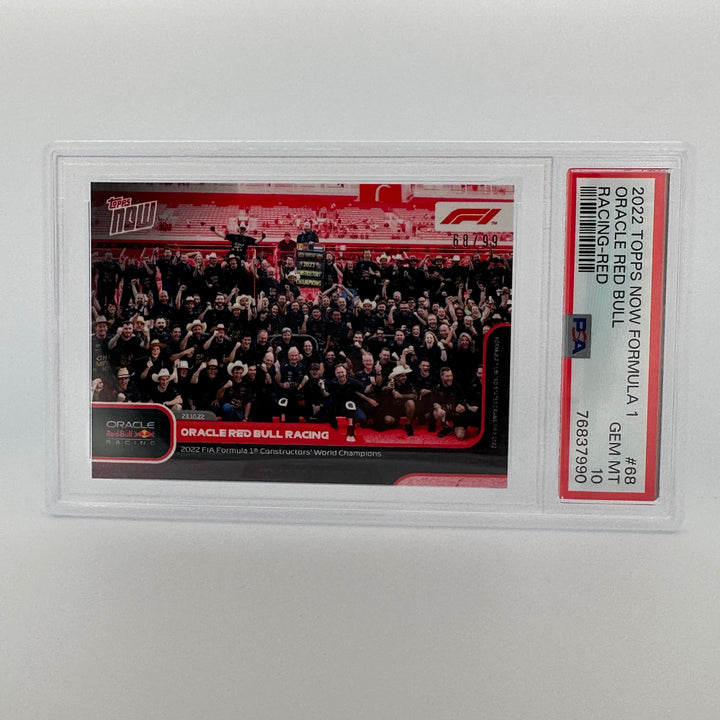 topps
NOW
F1
68/99
CONSTRUCTORS'
CHAMPIONS
23.10.22
ORACLE
Red Bull
RACING
ORACLE RED BULL RACING
2022 FIA Formula 1® Constructors' World Champions
2022 TOPPS NOW FORMULA 1 #68
ORACLE RED BULL GEM MT
RACING-RED 10
PSA 76837990